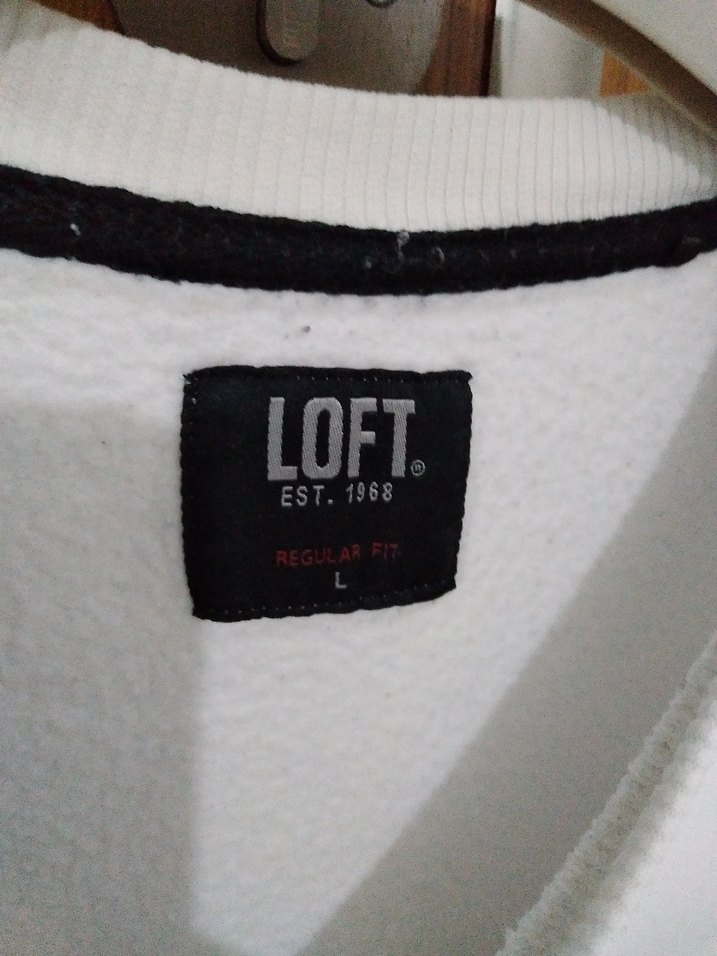 LOFT®
EST. 1968
REGULAR FIT
L